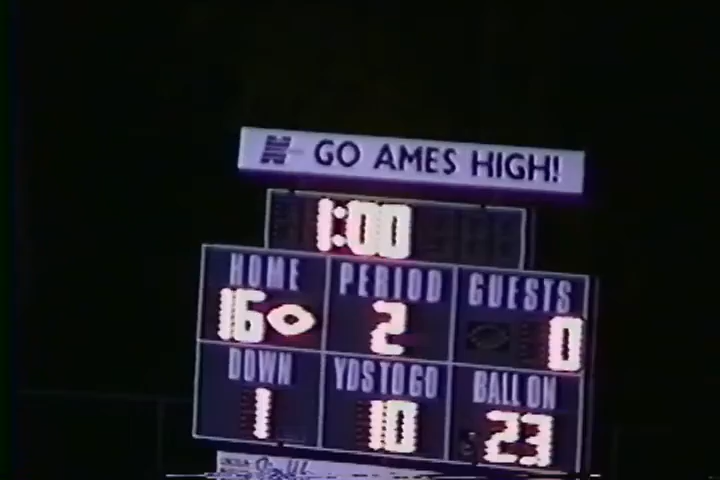 GO AMES HIGH!
1:00
HOME PERIOD GUESTS
16 2 0
DOWN YDS TO GO BALL ON
1 10 23